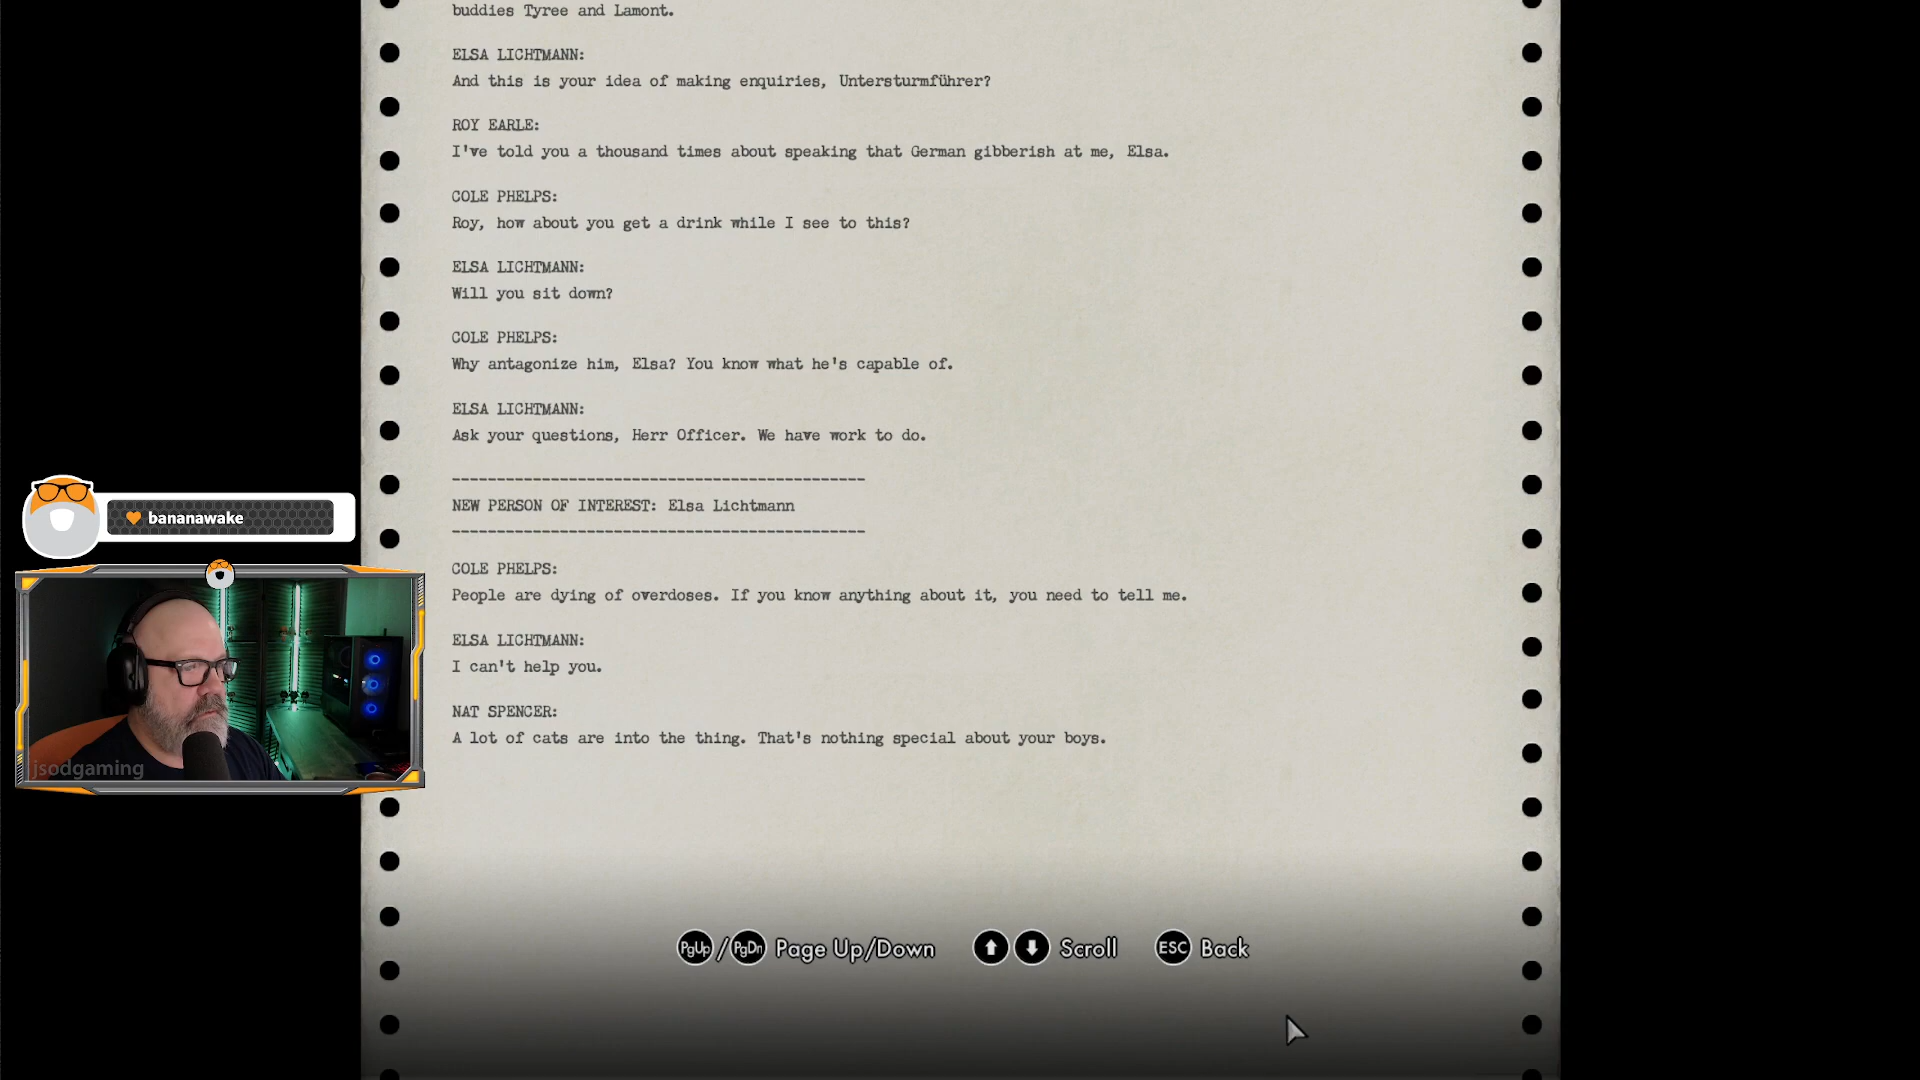 buddies Tyree and Lamont.
ELSA LICHTMANN:
And this is your idea of making enquiries, Untersturmführer?
ROY EARLE:
I've told you a thousand times about speaking that German gibberish at me, Elsa.
COLE PHELPS:
Roy, how about you get a drink while I see to this?
ELSA LICHTMANN:
Will you sit down?
COLE PHELPS:
Why antagonize him, Elsa? You know what he's capable of.
ELSA LICHTMANN:
Ask your questions, Herr Officer. We have work to do.
----------------------------------------------
NEW PERSON OF INTEREST: Elsa Lichtmann
----------------------------------------------
COLE PHELPS:
People are dying of overdoses. If you know anything about it, you need to tell me.
ELSA LICHTMANN:
I can't help you.
NAT SPENCER:
A lot of cats are into the thing. That's nothing special about your boys.
bananawake
jsodgaming
PgUp / PgDn Page Up/Down Scroll ESC Back